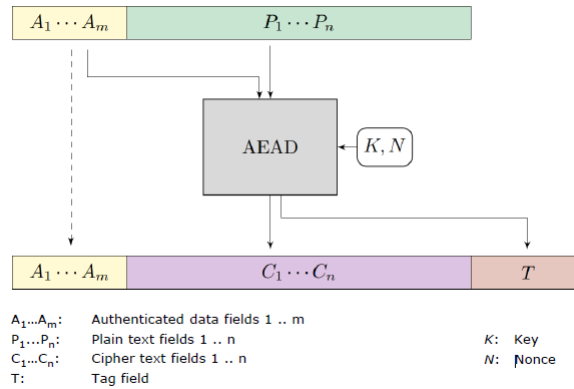 A₁ ⋯ Aₘ P₁ ⋯ Pₙ
AEAD
K, N
A₁ ⋯ Aₘ C₁ ⋯ Cₙ T
A₁...Aₘ: Authenticated data fields 1 .. m
P₁...Pₙ: Plain text fields 1 .. n K: Key
C₁...Cₙ: Cipher text fields 1 .. n N: Nonce
T: Tag field